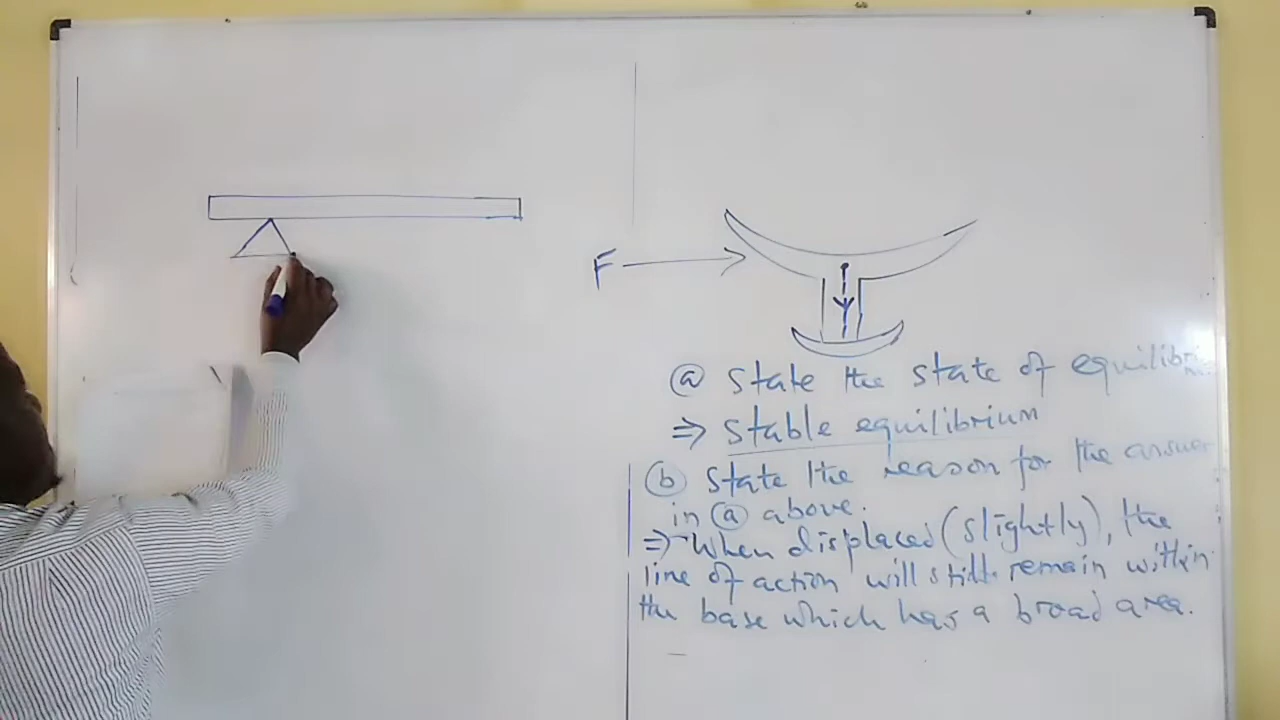 F
ⓐ State the state of equilibrium
⇒ Stable equilibrium
ⓑ State the reason for the answer
in ⓐ above.
⇒ When displaced (slightly), the
line of action will still remain within
the base which has a broad area.